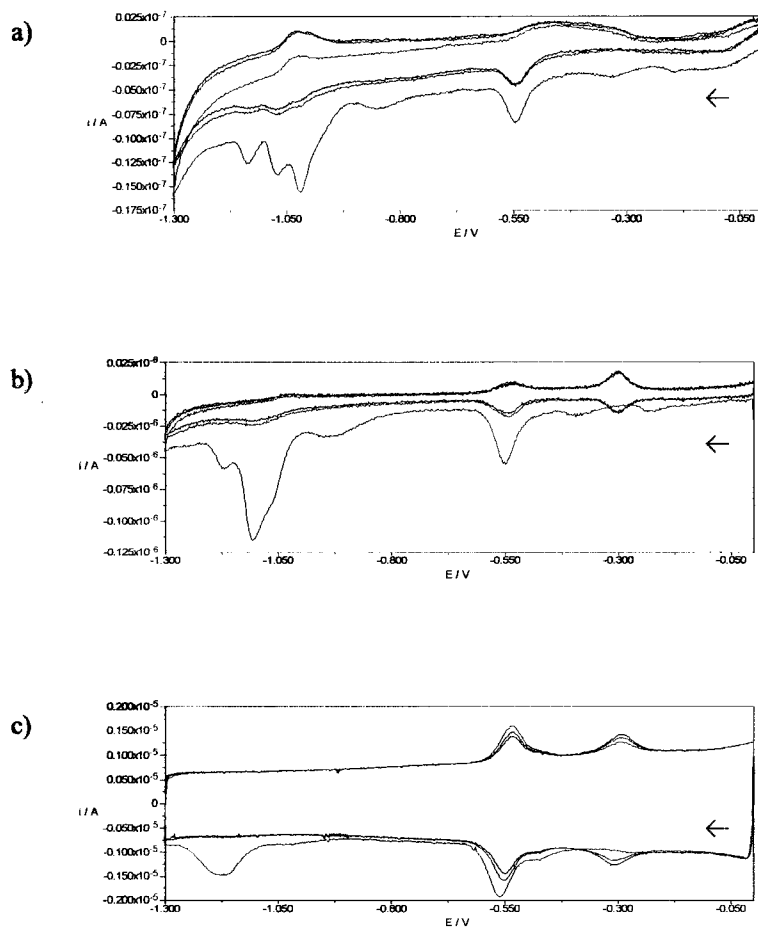 a)
0.025x10⁻⁷
0
-0.025x10⁻⁷
-0.050x10⁻⁷
-0.075x10⁻⁷
i / A
-0.100x10⁻⁷
-0.125x10⁻⁷
-0.150x10⁻⁷
-0.175x10⁻⁷
-1.300 -1.050 -0.800 -0.550 -0.300 -0.050
E / V
b)
0.025x10⁻⁶
0
-0.025x10⁻⁶
-0.050x10⁻⁶
i / A
-0.075x10⁻⁶
-0.100x10⁻⁶
-0.125x10⁻⁶
-1.300 -1.050 -0.800 -0.550 -0.300 -0.050
E / V
c)
0.200x10⁻⁵
0.150x10⁻⁵
0.100x10⁻⁵
0.050x10⁻⁵
i / A
0
-0.050x10⁻⁵
-0.100x10⁻⁵
-0.150x10⁻⁵
-0.200x10⁻⁵
-1.300 -1.050 -0.800 -0.550 -0.300 -0.050
E / V